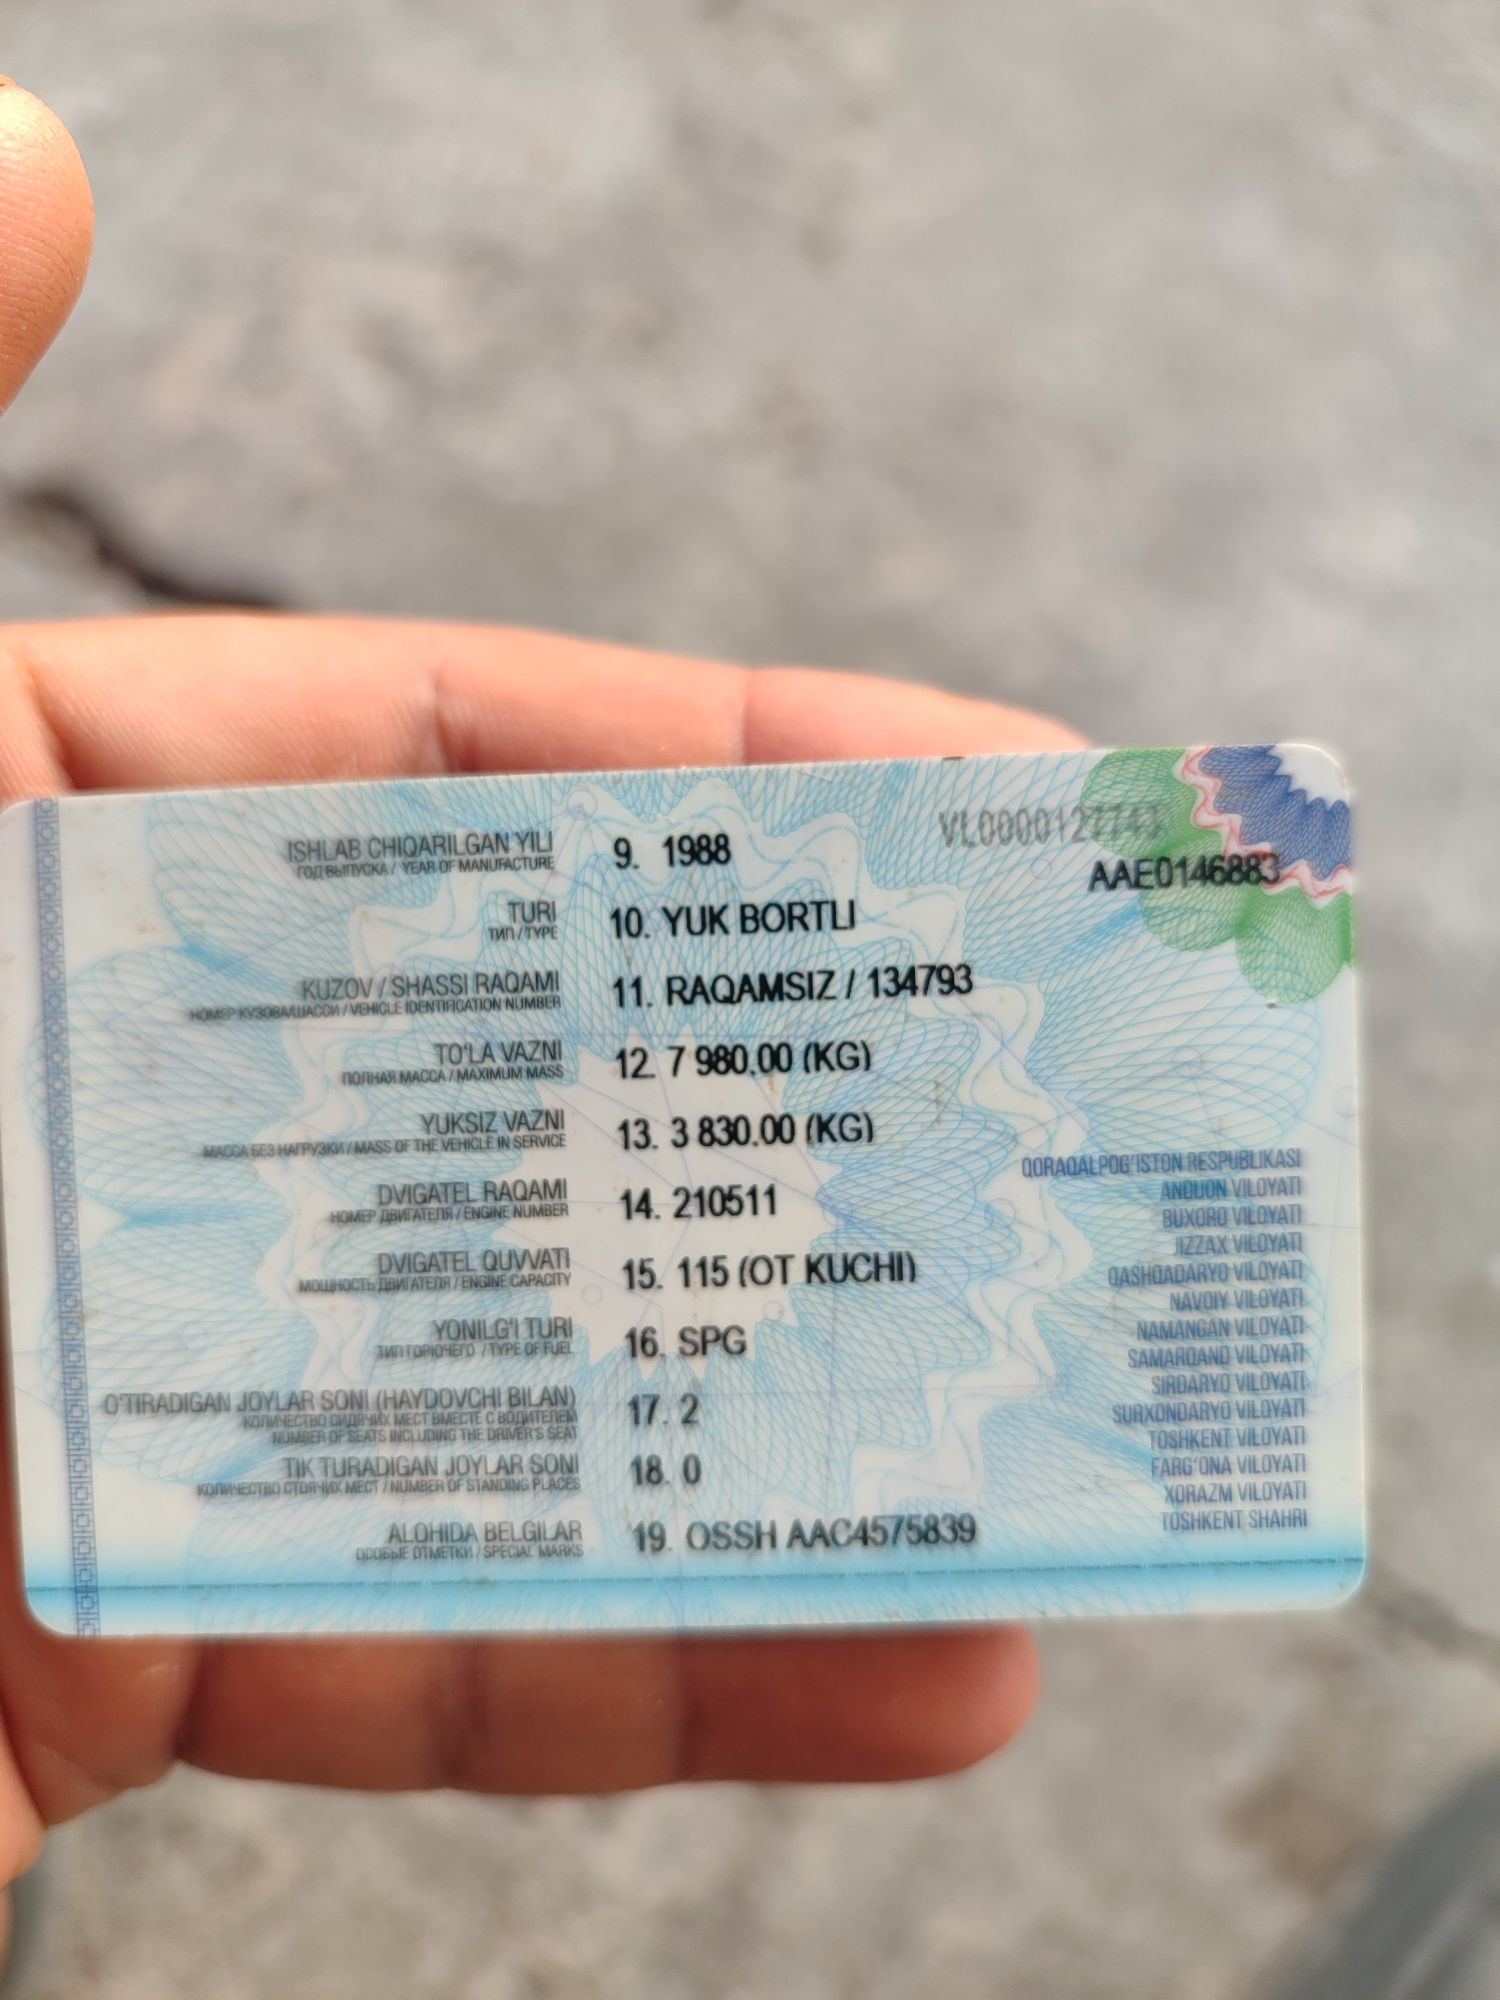 VL0000127743
AAE0146883
ISHLAB CHIQARILGAN YILI 9. 1988
ГОД ВЫПУСКА / YEAR OF MANUFACTURE
TURI 10. YUK BORTLI
ТИП / TYPE
KUZOV / SHASSI RAQAMI 11. RAQAMSIZ / 134793
НОМЕР КУЗОВА/ШАССИ / VEHICLE IDENTIFICATION NUMBER
TO'LA VAZNI 12. 7 980.00 (KG)
ПОЛНАЯ МАССА / MAXIMUM MASS
YUKSIZ VAZNI 13. 3 830.00 (KG)
МАССА БЕЗ НАГРУЗКИ / MASS OF THE VEHICLE IN SERVICE
DVIGATEL RAQAMI 14. 210511
НОМЕР ДВИГАТЕЛЯ / ENGINE NUMBER
DVIGATEL QUVVATI 15. 115 (OT KUCHI)
МОЩНОСТЬ ДВИГАТЕЛЯ / ENGINE CAPACITY
YONILG'I TURI 16. SPG
ТИП ГОРЮЧЕГО / TYPE OF FUEL
O'TIRADIGAN JOYLAR SONI (HAYDOVCHI BILAN) 17. 2
КОЛИЧЕСТВО СИДЯЧИХ МЕСТ ВМЕСТЕ С ВОДИТЕЛЕМ
NUMBER OF SEATS INCLUDING THE DRIVER'S SEAT
TIK TURADIGAN JOYLAR SONI 18. 0
КОЛИЧЕСТВО СТОЯЧИХ МЕСТ / NUMBER OF STANDING PLACES
ALOHIDA BELGILAR 19. OSSH AAC4575839
ОСОБЫЕ ОТМЕТКИ / SPECIAL MARKS
QORAQALPOG'ISTON RESPUBLIKASI
ANDIJON VILOYATI
BUXORO VILOYATI
JIZZAX VILOYATI
QASHQADARYO VILOYATI
NAVOIY VILOYATI
NAMANGAN VILOYATI
SAMARQAND VILOYATI
SIRDARYO VILOYATI
SURXONDARYO VILOYATI
TOSHKENT VILOYATI
FARG'ONA VILOYATI
XORAZM VILOYATI
TOSHKENT SHAHRI